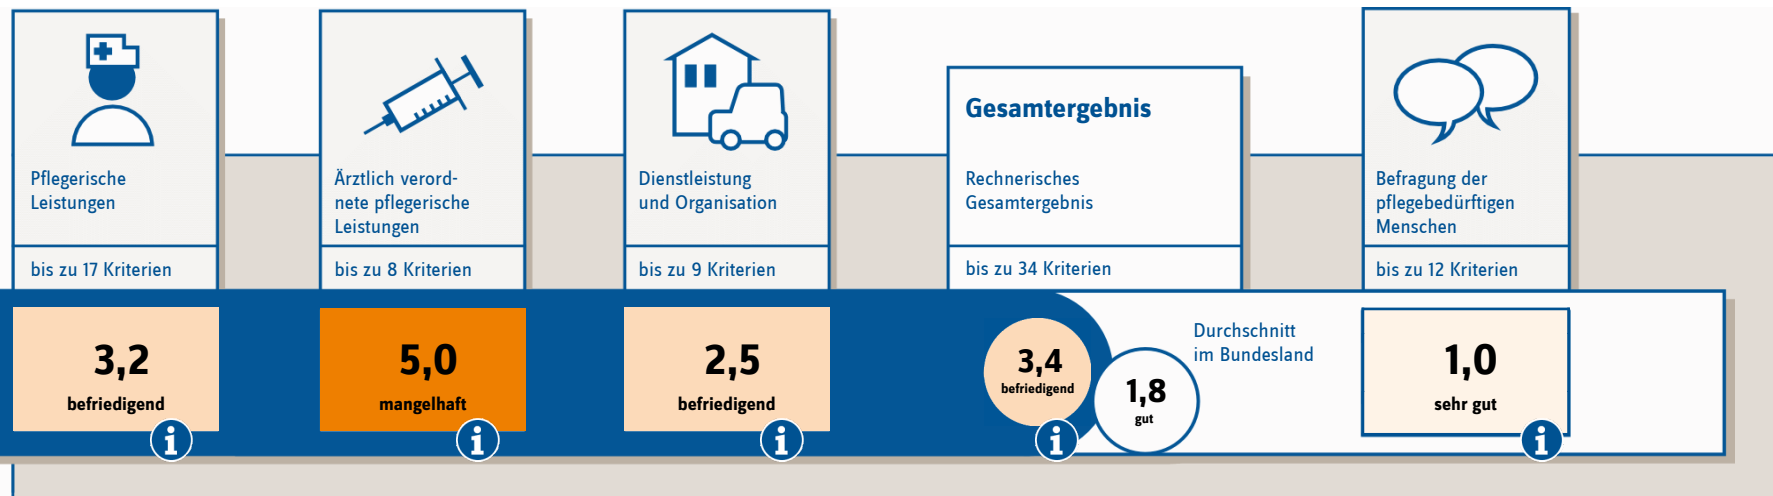 Pflegerische
Leistungen
bis zu 17 Kriterien
3,2
befriedigend
i
Ärztlich verord-
nete pflegerische
Leistungen
bis zu 8 Kriterien
5,0
mangelhaft
i
Dienstleistung
und Organisation
bis zu 9 Kriterien
2,5
befriedigend
i
Gesamtergebnis
Rechnerisches
Gesamtergebnis
bis zu 34 Kriterien
3,4
befriedigend
i
Durchschnitt
im Bundesland
1,8
gut
Befragung der
pflegebedürftigen
Menschen
bis zu 12 Kriterien
1,0
sehr gut
i